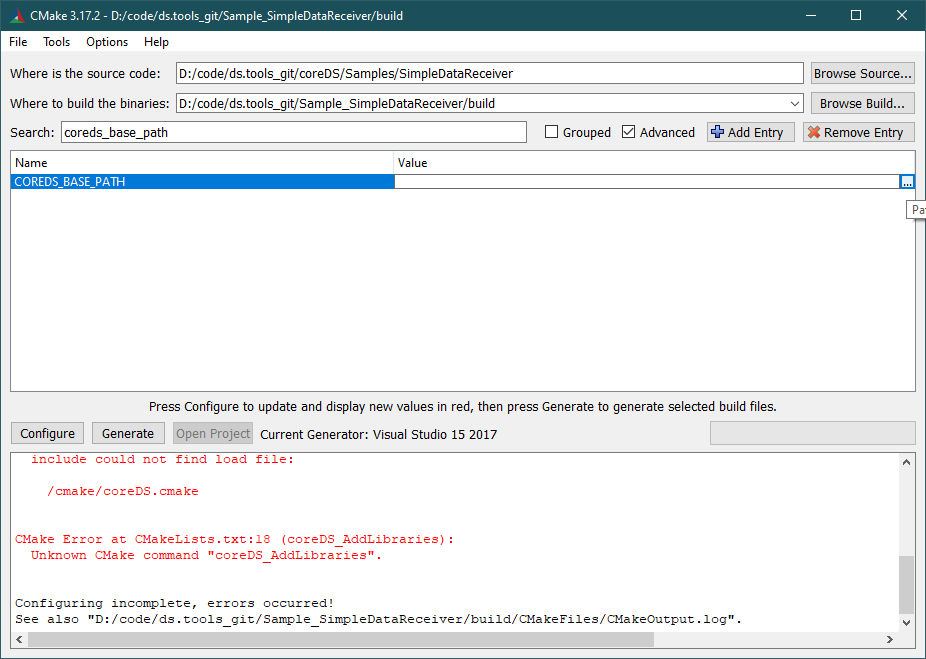 CMake 3.17.2 - D:/code/ds.tools_git/Sample_SimpleDataReceiver/build
File Tools Options Help
Where is the source code: D:/code/ds.tools_git/coreDS/Samples/SimpleDataReceiver Browse Source...
Where to build the binaries: D:/code/ds.tools_git/Sample_SimpleDataReceiver/build Browse Build...
Search: coreds_base_path Grouped Advanced Add Entry Remove Entry
Name Value
COREDS_BASE_PATH ...
Pa
Press Configure to update and display new values in red, then press Generate to generate selected build files.
Configure Generate Open Project Current Generator: Visual Studio 15 2017
include could not find load file:
/cmake/coreDS.cmake
CMake Error at CMakeLists.txt:18 (coreDS_AddLibraries):
Unknown CMake command "coreDS_AddLibraries".
Configuring incomplete, errors occurred!
See also "D:/code/ds.tools_git/Sample_SimpleDataReceiver/build/CMakeFiles/CMakeOutput.log".